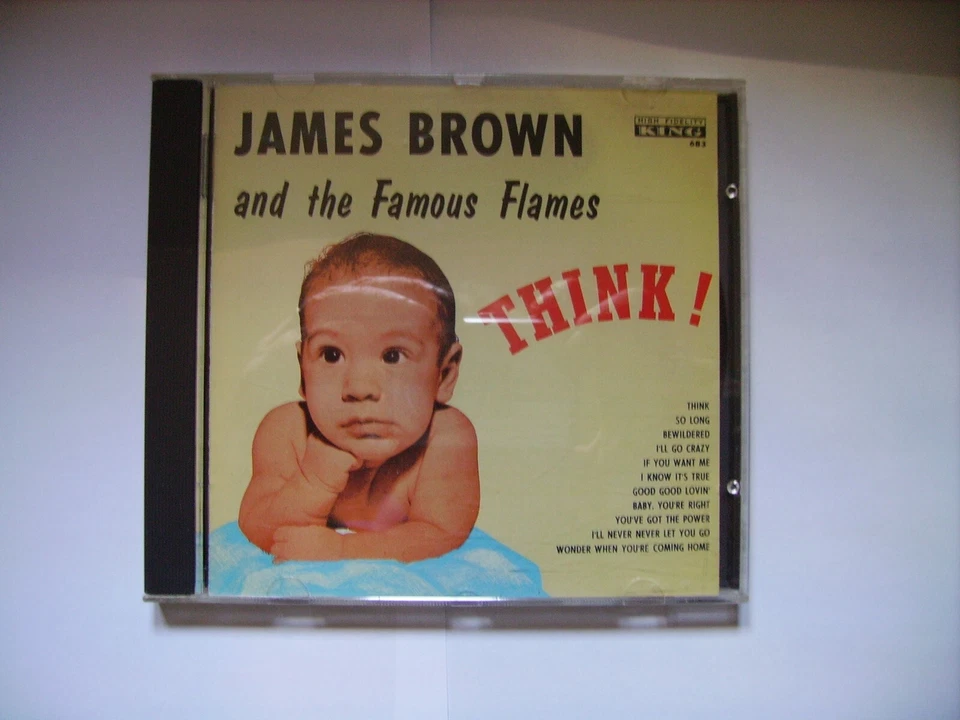 JAMES BROWN
HIGH FIDELITY
KING
683
and the Famous Flames
THINK!
THINK
SO LONG
BEWILDERED
I'LL GO CRAZY
IF YOU WANT ME
I KNOW IT'S TRUE
GOOD GOOD LOVIN'
BABY, YOU'RE RIGHT
YOU'VE GOT THE POWER
I'LL NEVER NEVER LET YOU GO
WONDER WHEN YOU'RE COMING HOME